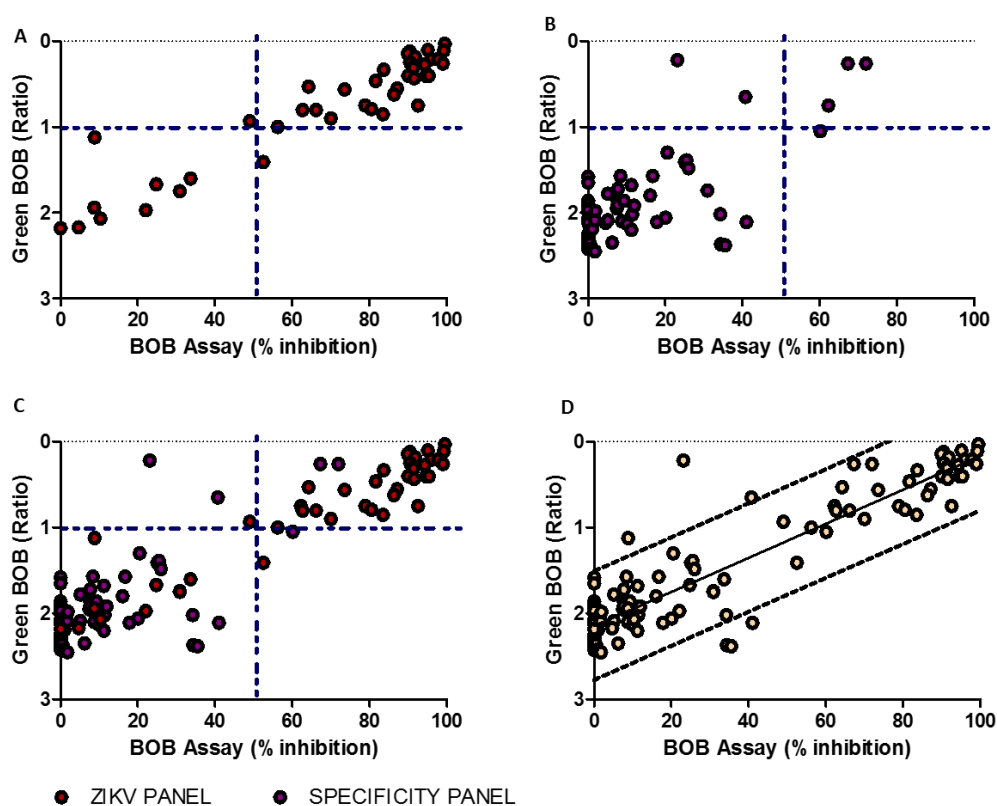 A
0
1
2
3
Green BOB (Ratio)
0 20 40 60 80 100
BOB Assay (% inhibition)
B
0
1
2
3
Green BOB (Ratio)
0 20 40 60 80 100
BOB Assay (% inhibition)
C
0
1
2
3
Green BOB (Ratio)
0 20 40 60 80 100
BOB Assay (% inhibition)
D
0
1
2
3
Green BOB (Ratio)
0 20 40 60 80 100
BOB Assay (% inhibition)
ZIKV PANEL SPECIFICITY PANEL